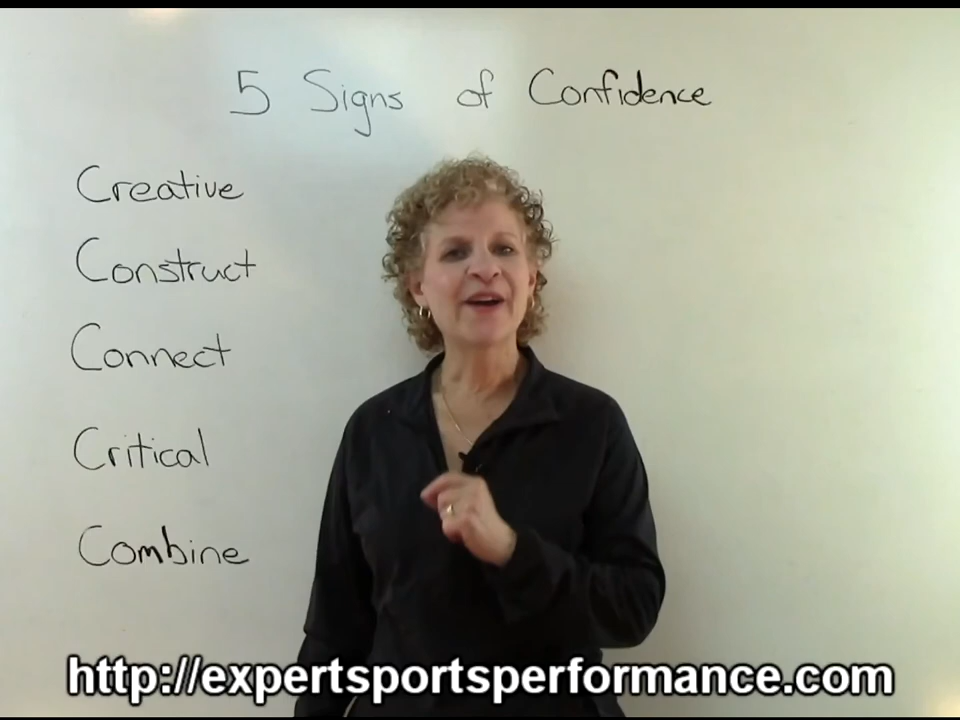 5 Signs of Confidence
Creative
Construct
Connect
Critical
Combine
http://expertsportsperformance.com